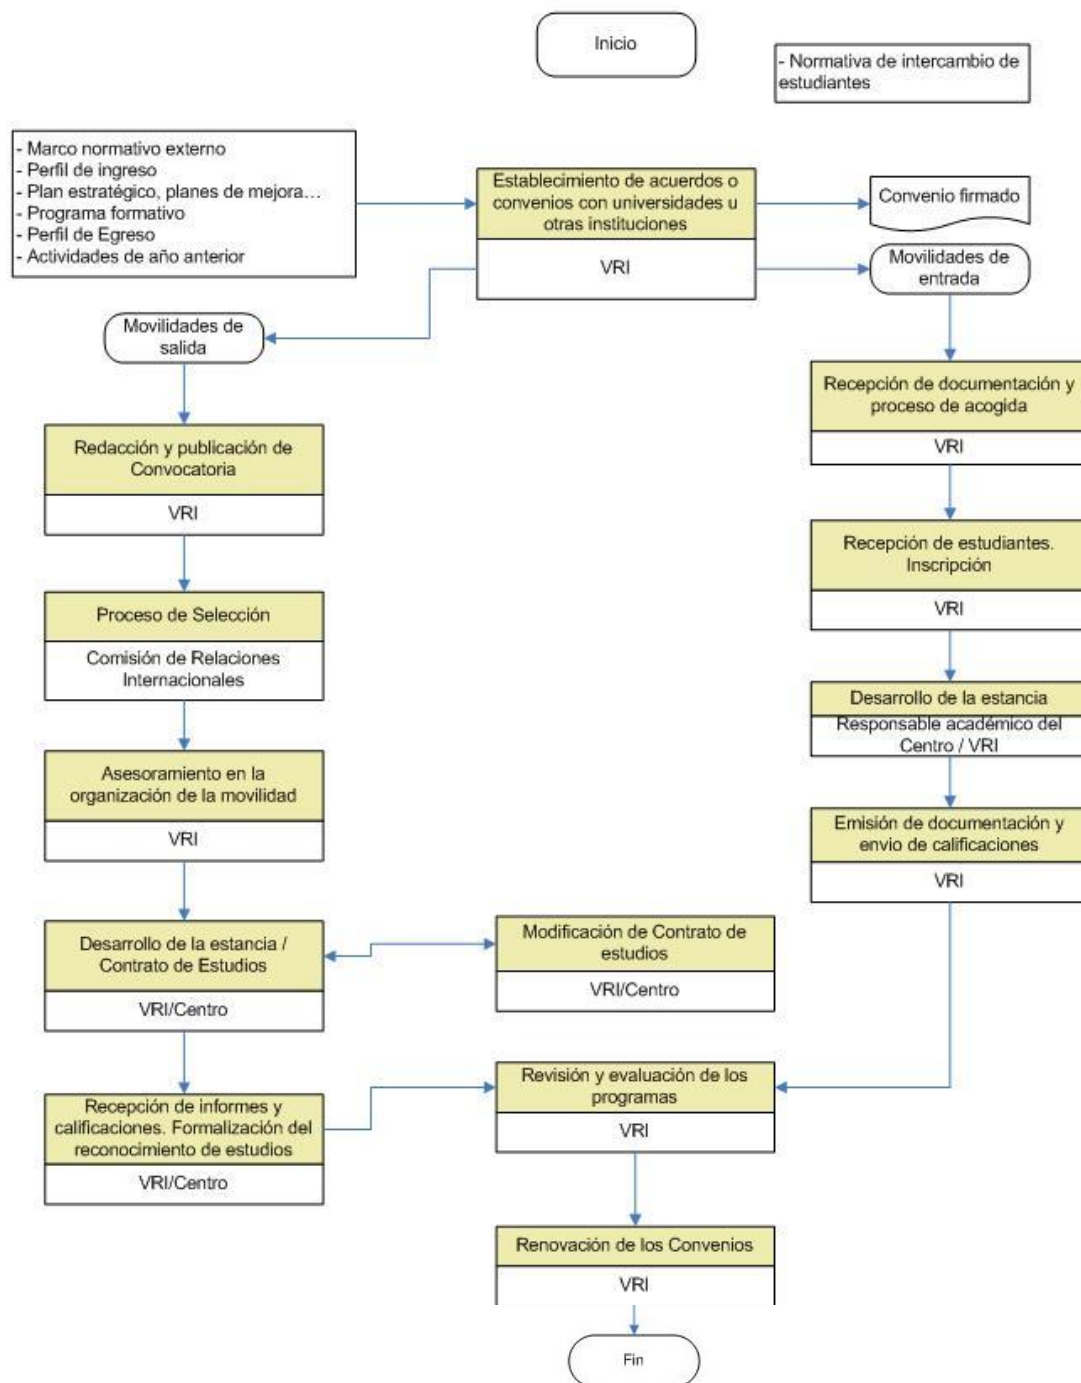 Inicio
- Normativa de intercambio de
estudiantes
- Marco normativo externo
- Perfil de ingreso
- Plan estratégico, planes de mejora…
- Programa formativo
- Perfil de Egreso
- Actividades de año anterior
Establecimiento de acuerdos o
convenios con universidades u
otras instituciones
VRI
Convenio firmado
Movilidades de
entrada
Movilidades de
salida
Recepción de documentación y
proceso de acogida
VRI
Redacción y publicación de
Convocatoria
VRI
Recepción de estudiantes.
Inscripción
VRI
Proceso de Selección
Comisión de Relaciones
Internacionales
Desarrollo de la estancia
Responsable académico del
Centro / VRI
Asesoramiento en la
organización de la movilidad
VRI
Emisión de documentación y
envio de calificaciones
VRI
Desarrollo de la estancia /
Contrato de Estudios
VRI/Centro
Modificación de Contrato de
estudios
VRI/Centro
Recepción de informes y
calificaciones. Formalización del
reconocimiento de estudios
VRI/Centro
Revisión y evaluación de los
programas
VRI
Renovación de los Convenios
VRI
Fin